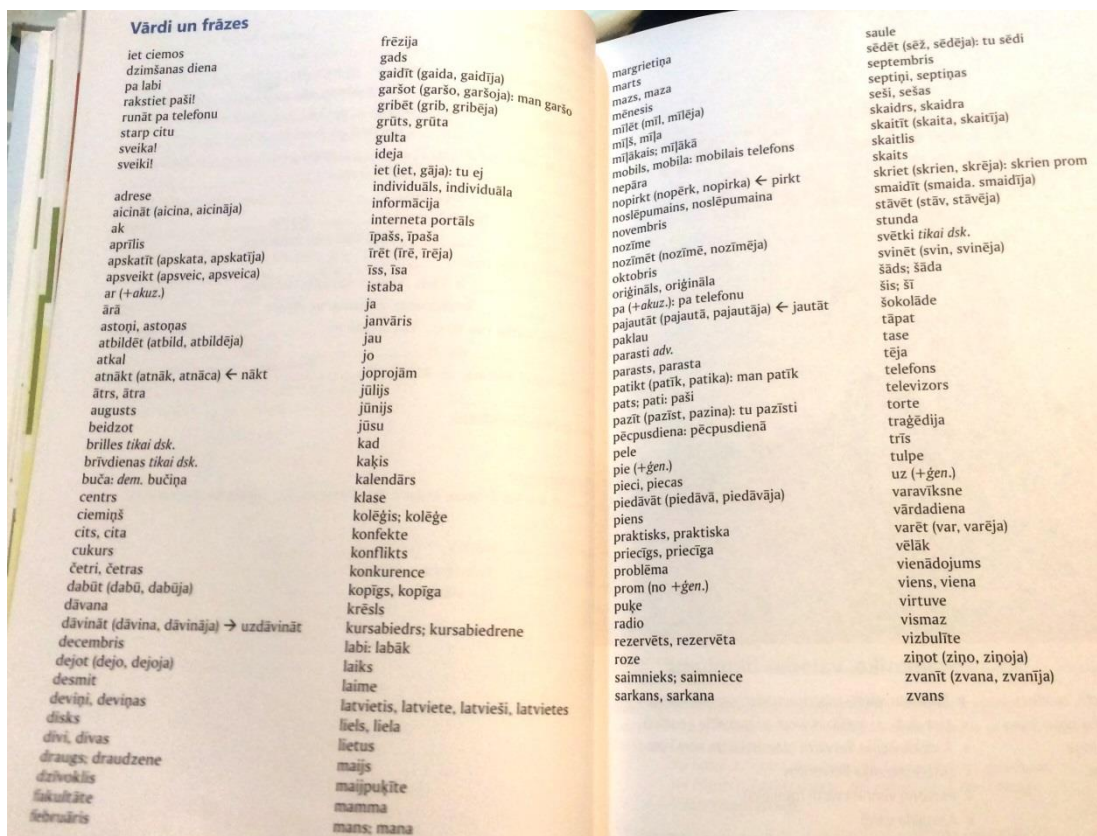 Vārdi un frāzes
iet ciemos
dzimšanas diena
pa labi
rakstiet paši!
runāt pa telefonu
starp citu
sveika!
sveiki!
adrese
aicināt (aicina, aicināja)
ak
aprīlis
apskatīt (apskata, apskatīja)
apsveikt (apsveic, apsveica)
ar (+akuz.)
ārā
astoņi, astoņas
atbildēt (atbild, atbildēja)
atkal
atnākt (atnāk, atnāca) ← nākt
ātrs, ātra
augusts
beidzot
brilles tikai dsk.
brīvdienas tikai dsk.
buča: dem. bučiņa
centrs
ciemiņš
cits, cita
cukurs
četri, četras
dabūt (dabū, dabūja)
dāvana
dāvināt (dāvina, dāvināja) → uzdāvināt
decembris
dejot (dejo, dejoja)
desmit
deviņi, deviņas
disks
divi, divas
draugs; draudzene
dzīvoklis
fakultāte
februāris
frēzija
gads
gaidīt (gaida, gaidīja)
garšot (garšo, garšoja): man garšo
gribēt (grib, gribēja)
grūts, grūta
gulta
ideja
iet (iet, gāja): tu ej
individuāls, individuāla
informācija
interneta portāls
īpašs, īpaša
īrēt (īrē, īrēja)
īss, īsa
istaba
ja
janvāris
jau
jo
joprojām
jūlijs
jūnijs
jūsu
kad
kaķis
kalendārs
klase
kolēģis; kolēģe
konfekte
konflikts
konkurence
kopīgs, kopīga
krēsls
kursabiedrs; kursabiedrene
labi: labāk
laiks
laime
latvietis, latviete, latvieši, latvietes
liels, liela
lietus
maijs
maijpuķīte
mamma
mans; mana
margrietiņa
marts
mazs, maza
mēnesis
mīlēt (mīl, mīlēja)
mīļš, mīļa
mīļākais; mīļākā
mobils, mobila: mobilais telefons
nepāra
nopirkt (nopērk, nopirka) ← pirkt
noslēpumains, noslēpumaina
novembris
nozīme
nozīmēt (nozīmē, nozīmēja)
oktobris
oriģināls, oriģināla
pa (+akuz.): pa telefonu
pajautāt (pajautā, pajautāja) ← jautāt
paklau
parasti adv.
parasts, parasta
patikt (patīk, patika): man patīk
pats; pati: paši
pazīt (pazīst, pazina): tu pazīsti
pēcpusdiena: pēcpusdienā
pele
pie (+ģen.)
pieci, piecas
piedāvāt (piedāvā, piedāvāja)
piens
praktisks, praktiska
priecīgs, priecīga
problēma
prom (no +ģen.)
puķe
radio
rezervēts, rezervēta
roze
saimnieks; saimniece
sarkans, sarkana
saule
sēdēt (sēž, sēdēja): tu sēdi
septembris
septiņi, septiņas
seši, sešas
skaidrs, skaidra
skaitīt (skaita, skaitīja)
skaitlis
skaits
skriet (skrien, skrēja): skrien prom
smaidīt (smaida. smaidīja)
stāvēt (stāv, stāvēja)
stunda
svētki tikai dsk.
svinēt (svin, svinēja)
šāds; šāda
šis; šī
šokolāde
tāpat
tase
tēja
telefons
televizors
torte
traģēdija
trīs
tulpe
uz (+ģen.)
varavīksne
vārdadiena
varēt (var, varēja)
vēlāk
vienādojums
viens, viena
virtuve
vismaz
vizbulīte
ziņot (ziņo, ziņoja)
zvanīt (zvana, zvanīja)
zvans